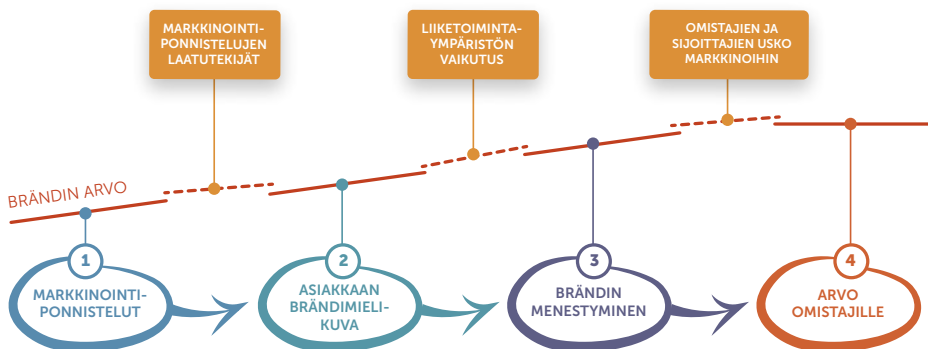 MARKKINOINTI-
PONNISTELUJEN
LAATUTEKIJÄT
LIIKETOIMINTA-
YMPÄRISTÖN
VAIKUTUS
OMISTAJIEN JA
SIJOITTAJIEN USKO
MARKKINOIHIN
BRÄNDIN ARVO
1
MARKKINOINTI-
PONNISTELUT
2
ASIAKKAAN
BRÄNDIMIELI-
KUVA
3
BRÄNDIN
MENESTYMINEN
4
ARVO
OMISTAJILLE